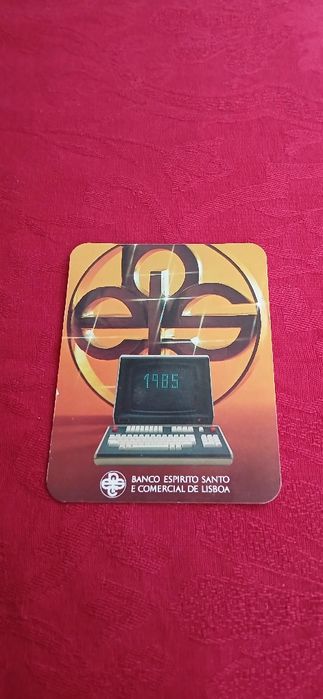 1985
BANCO ESPIRITO SANTO
E COMERCIAL DE LISBOA